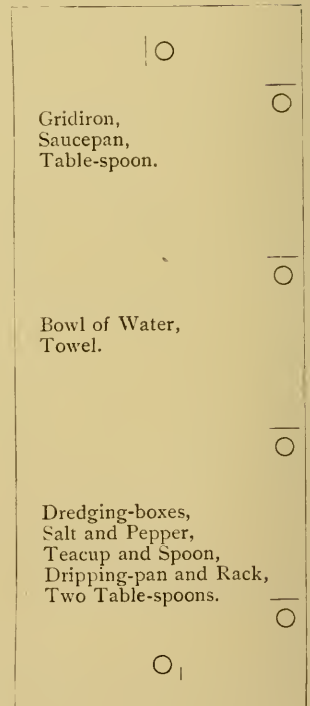 Gridiron,
Saucepan,
Table-spoon.
Bowl of Water,
Towel.
Dredging-boxes,
Salt and Pepper,
Teacup and Spoon,
Dripping-pan and Rack,
Two Table-spoons.